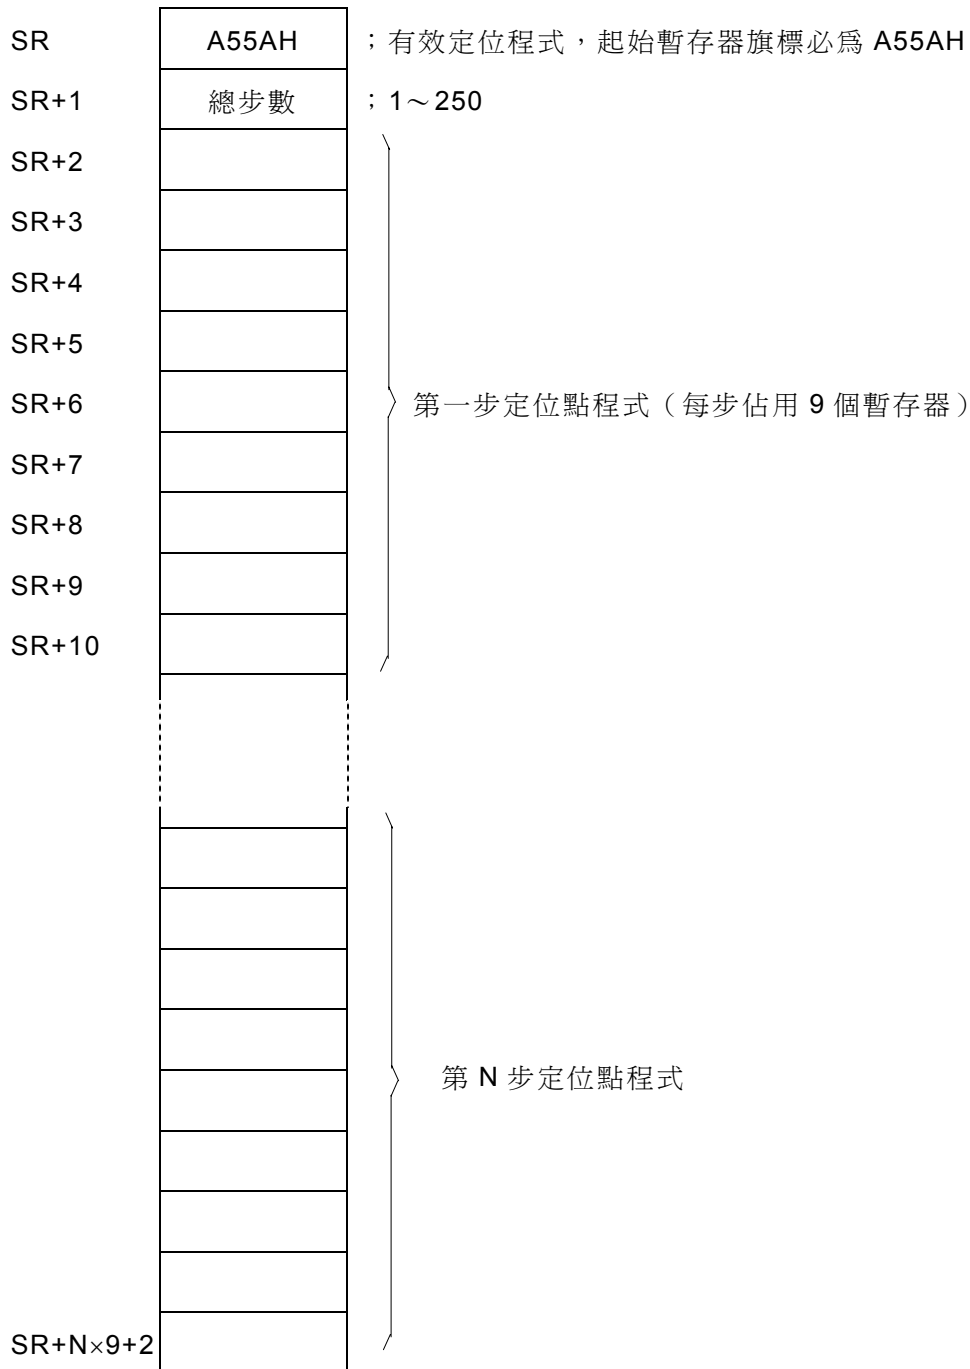 SR A55AH ；有效定位程式，起始暫存器旗標必為 A55AH
SR+1 總步數 ；1～250
SR+2
SR+3
SR+4
SR+5
SR+6 第一步定位點程式（每步佔用 9 個暫存器）
SR+7
SR+8
SR+9
SR+10
第 N 步定位點程式
SR+N×9+2